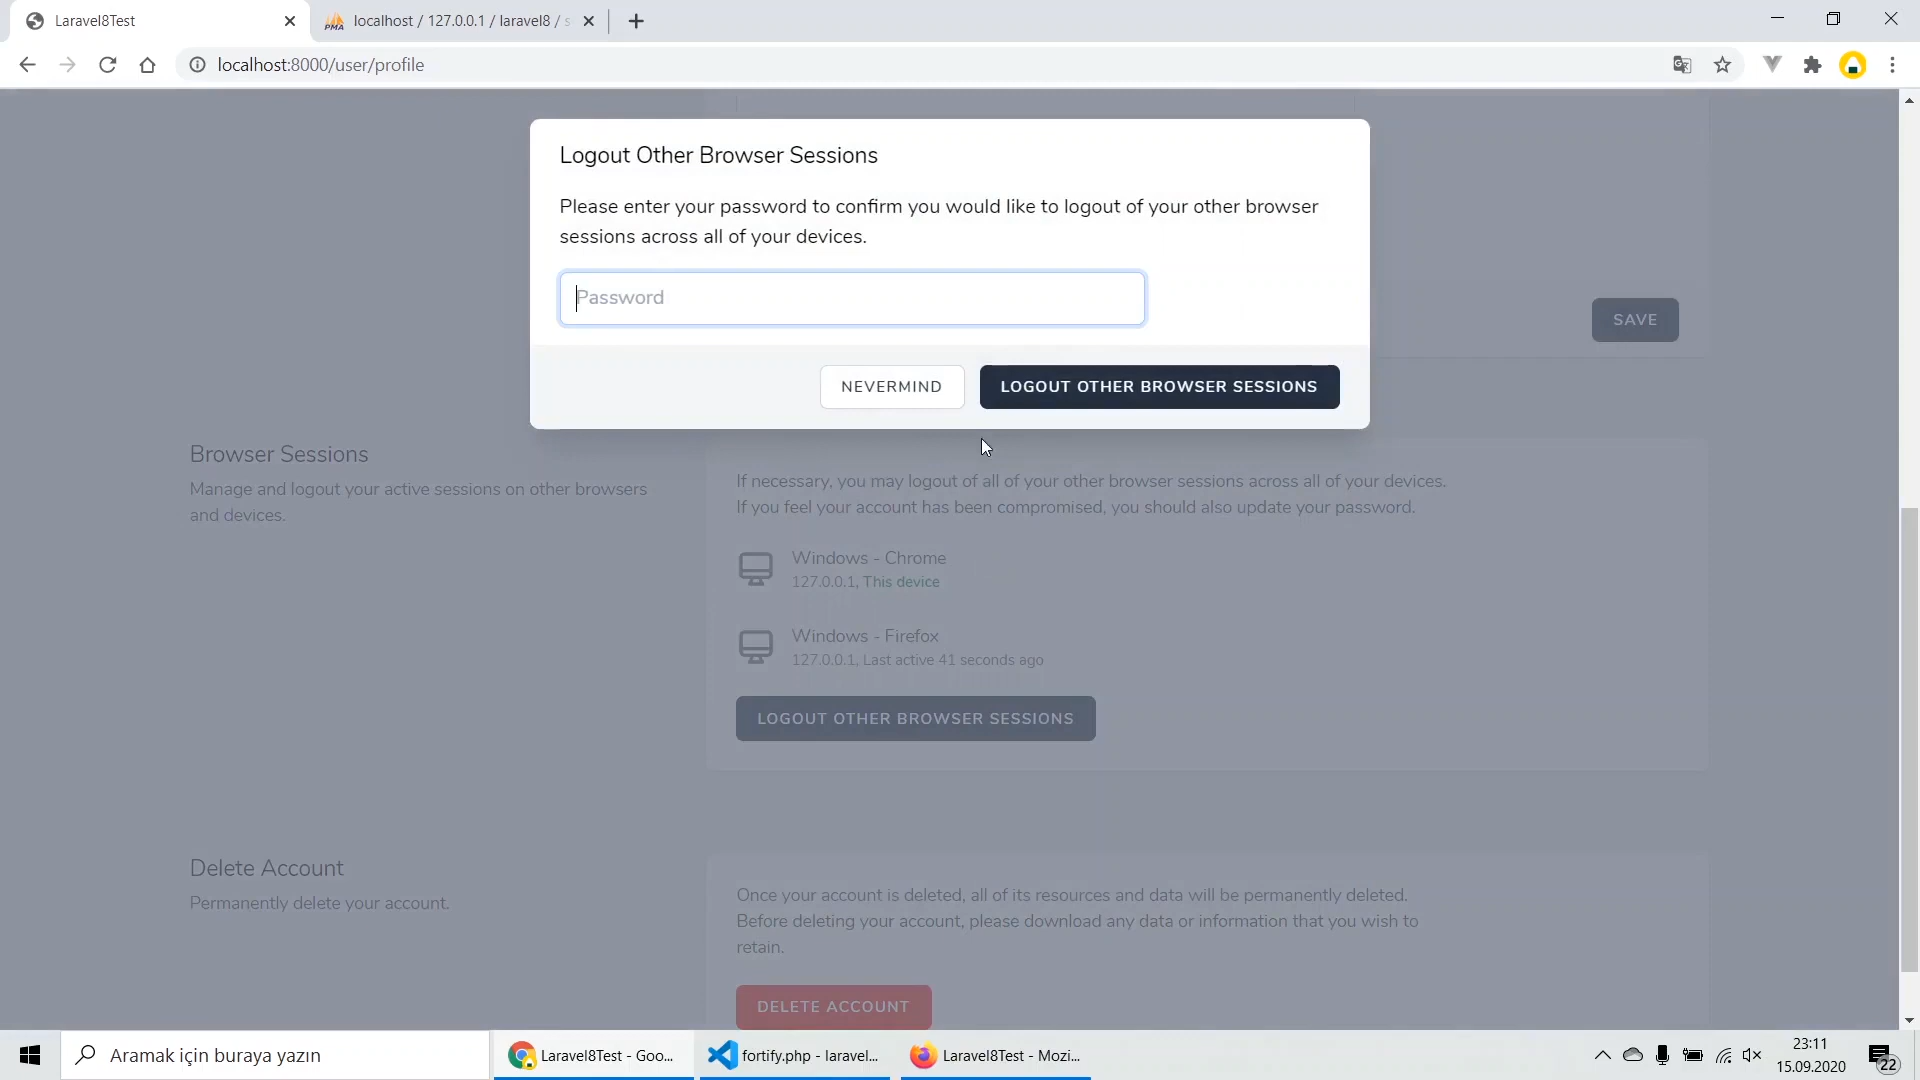 Laravel8Test
localhost / 127.0.0.1 / laravel8 / s
localhost:8000/user/profile
Logout Other Browser Sessions
Please enter your password to confirm you would like to logout of your other browser
sessions across all of your devices.
Password
NEVERMIND
LOGOUT OTHER BROWSER SESSIONS
SAVE
Browser Sessions
Manage and logout your active sessions on other browsers
and devices.
If necessary, you may logout of all of your other browser sessions across all of your devices.
If you feel your account has been compromised, you should also update your password.
Windows - Chrome
127.0.0.1, This device
Windows - Firefox
127.0.0.1, Last active 41 seconds ago
LOGOUT OTHER BROWSER SESSIONS
Delete Account
Permanently delete your account.
Once your account is deleted, all of its resources and data will be permanently deleted.
Before deleting your account, please download any data or information that you wish to
retain.
DELETE ACCOUNT
Aramak için buraya yazın
Laravel8Test - Goo...
fortify.php - laravel...
Laravel8Test - Mozi...
23:11
15.09.2020
22
PMA